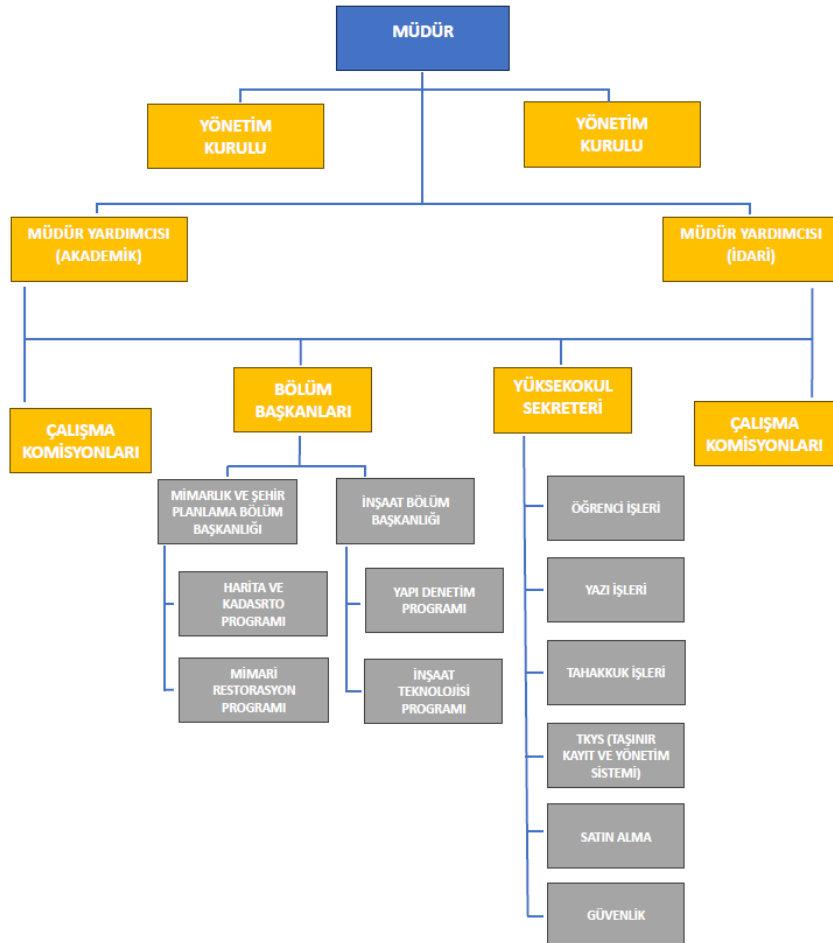 MÜDÜR
YÖNETİM
KURULU
YÖNETİM
KURULU
MÜDÜR YARDIMCISI
(AKADEMİK)
MÜDÜR YARDIMCISI
(İDARİ)
ÇALIŞMA
KOMİSYONLARI
BÖLÜM
BAŞKANLARI
YÜKSEKOKUL
SEKRETERİ
ÇALIŞMA
KOMİSYONLARI
MİMARLIK VE ŞEHİR
PLANLAMA BÖLÜM
BAŞKANLIĞI
HARİTA VE
KADASRTO
PROGRAMI
MİMARİ
RESTORASYON
PROGRAMI
İNŞAAT BÖLÜM
BAŞKANLIĞI
YAPI DENETİM
PROGRAMI
İNŞAAT
TEKNOLOJİSİ
PROGRAMI
ÖĞRENCİ İŞLERİ
YAZI İŞLERİ
TAHAKKUK İŞLERİ
TKYS (TAŞINIR
KAYIT VE YÖNETİM
SİSTEMİ)
SATIN ALMA
GÜVENLİK